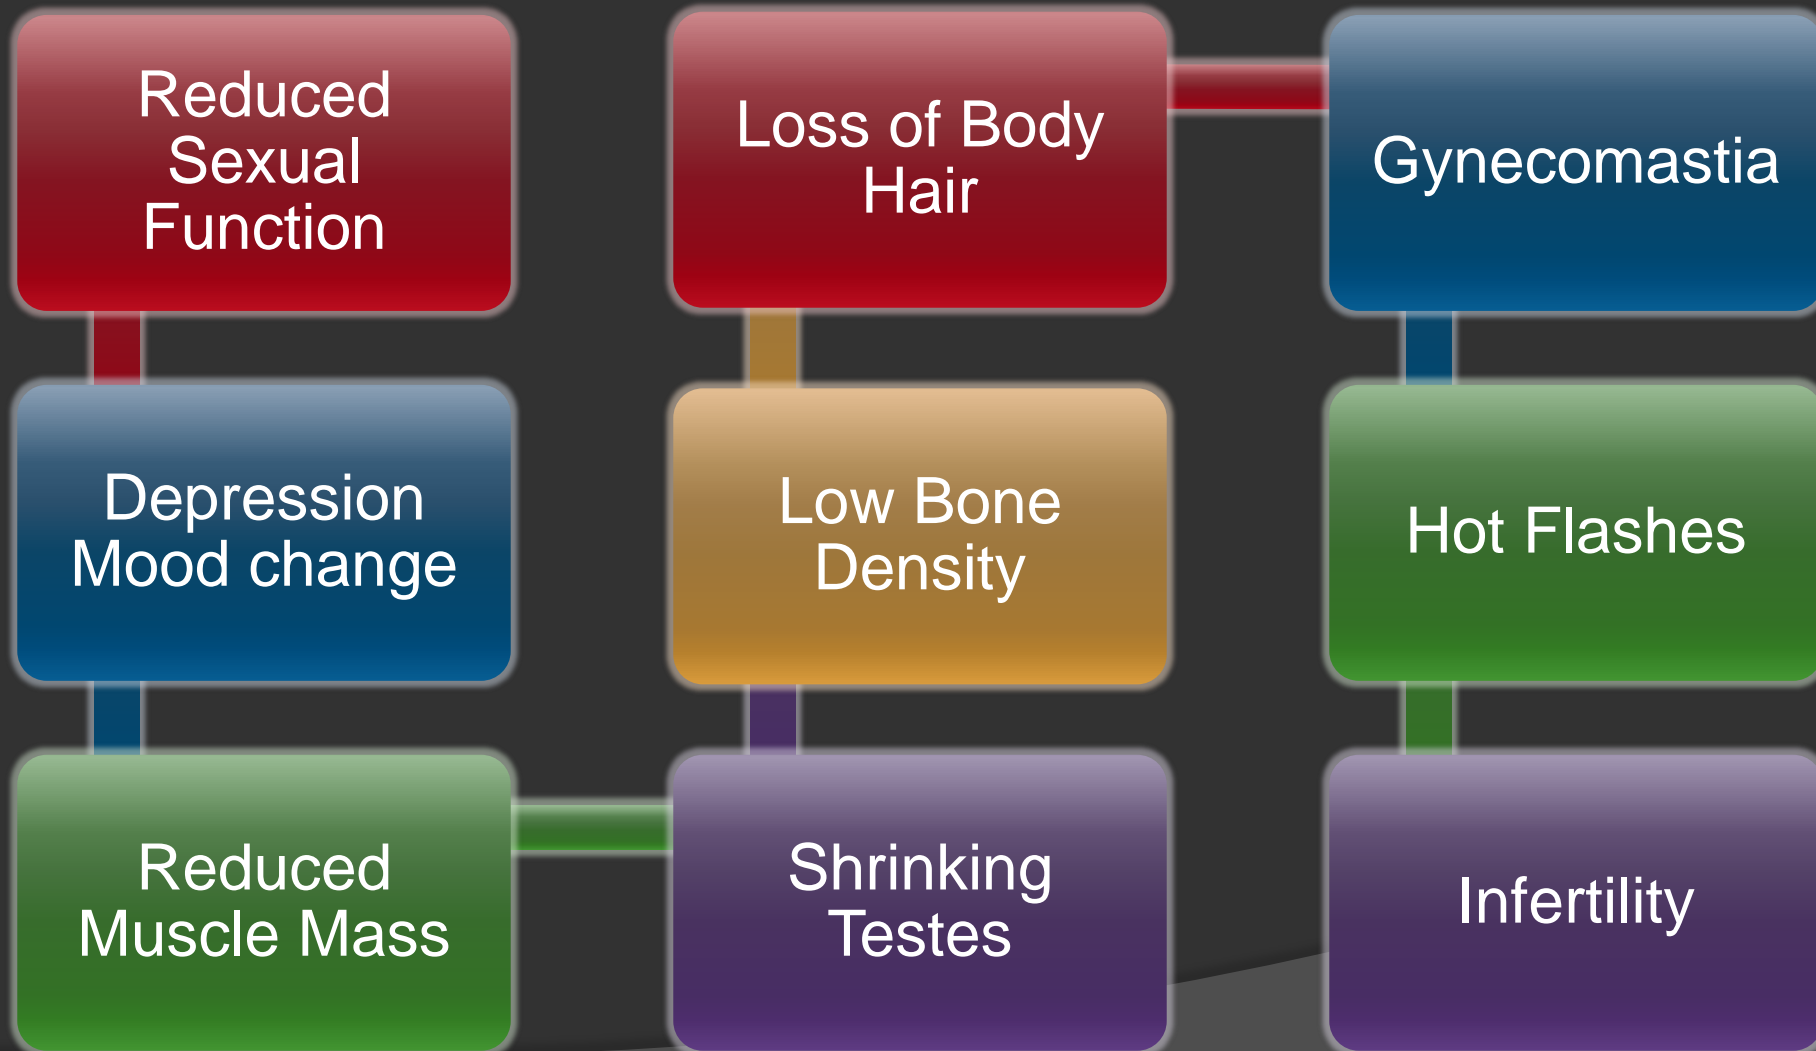 Reduced
Sexual
Function
Depression
Mood change
Reduced
Muscle Mass
Shrinking
Testes
Low Bone
Density
Loss of Body
Hair
Gynecomastia
Hot Flashes
Infertility